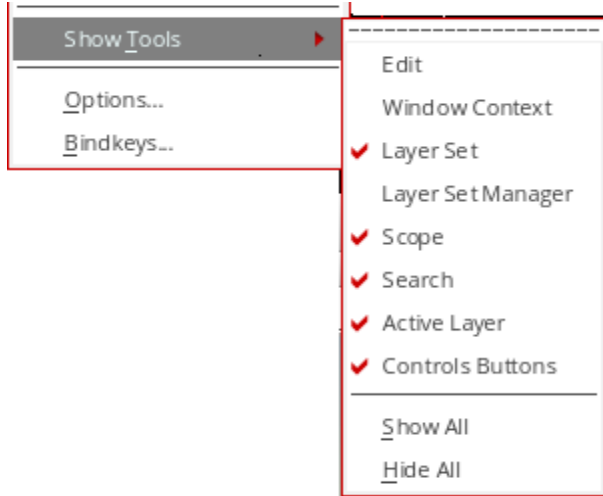 Show Tools
Options...
Bindkeys...
Edit
Window Context
Layer Set
Layer Set Manager
Scope
Search
Active Layer
Controls Buttons
Show All
Hide All